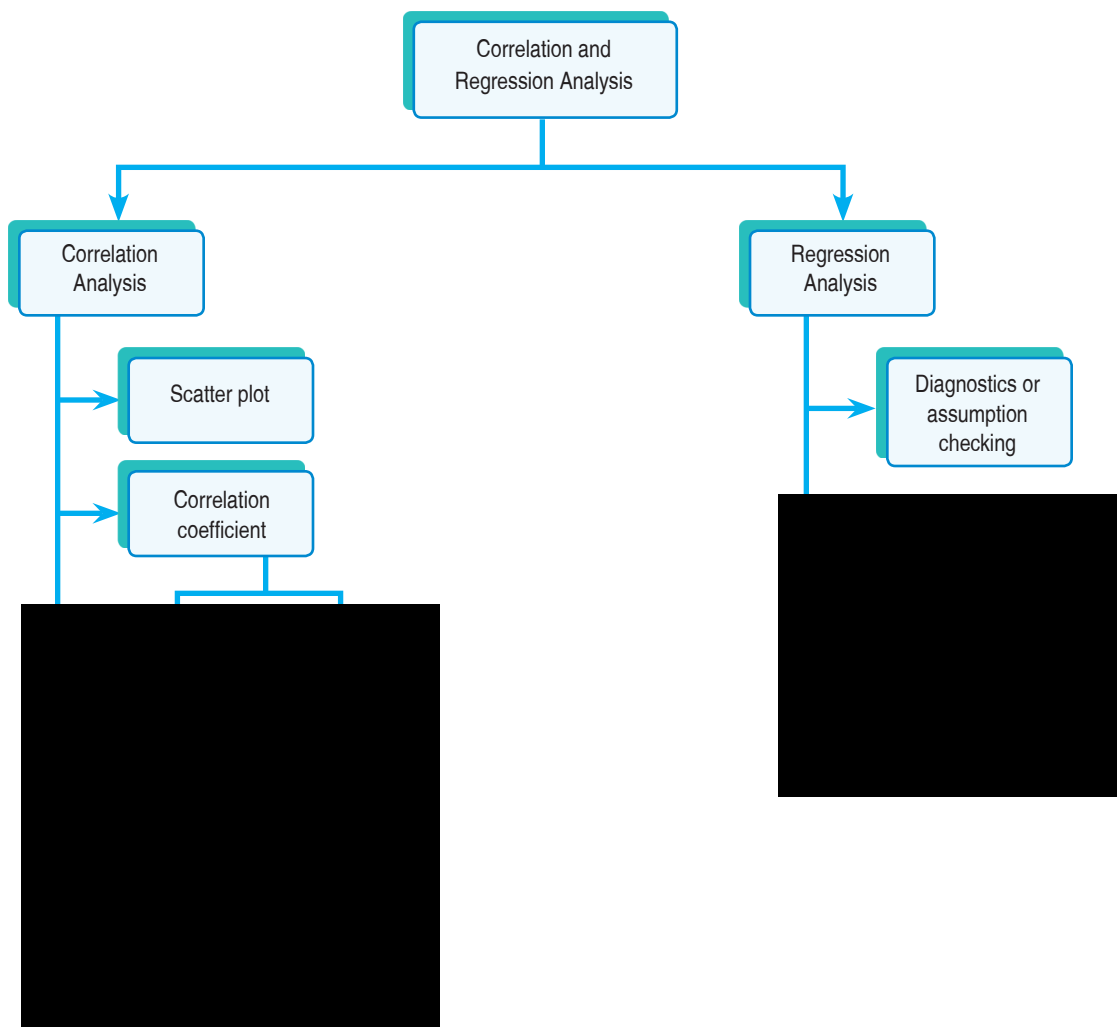 Correlation and
Regression Analysis
Correlation
Analysis
Scatter plot
Correlation
coefficient
Regression
Analysis
Diagnostics or
assumption
checking